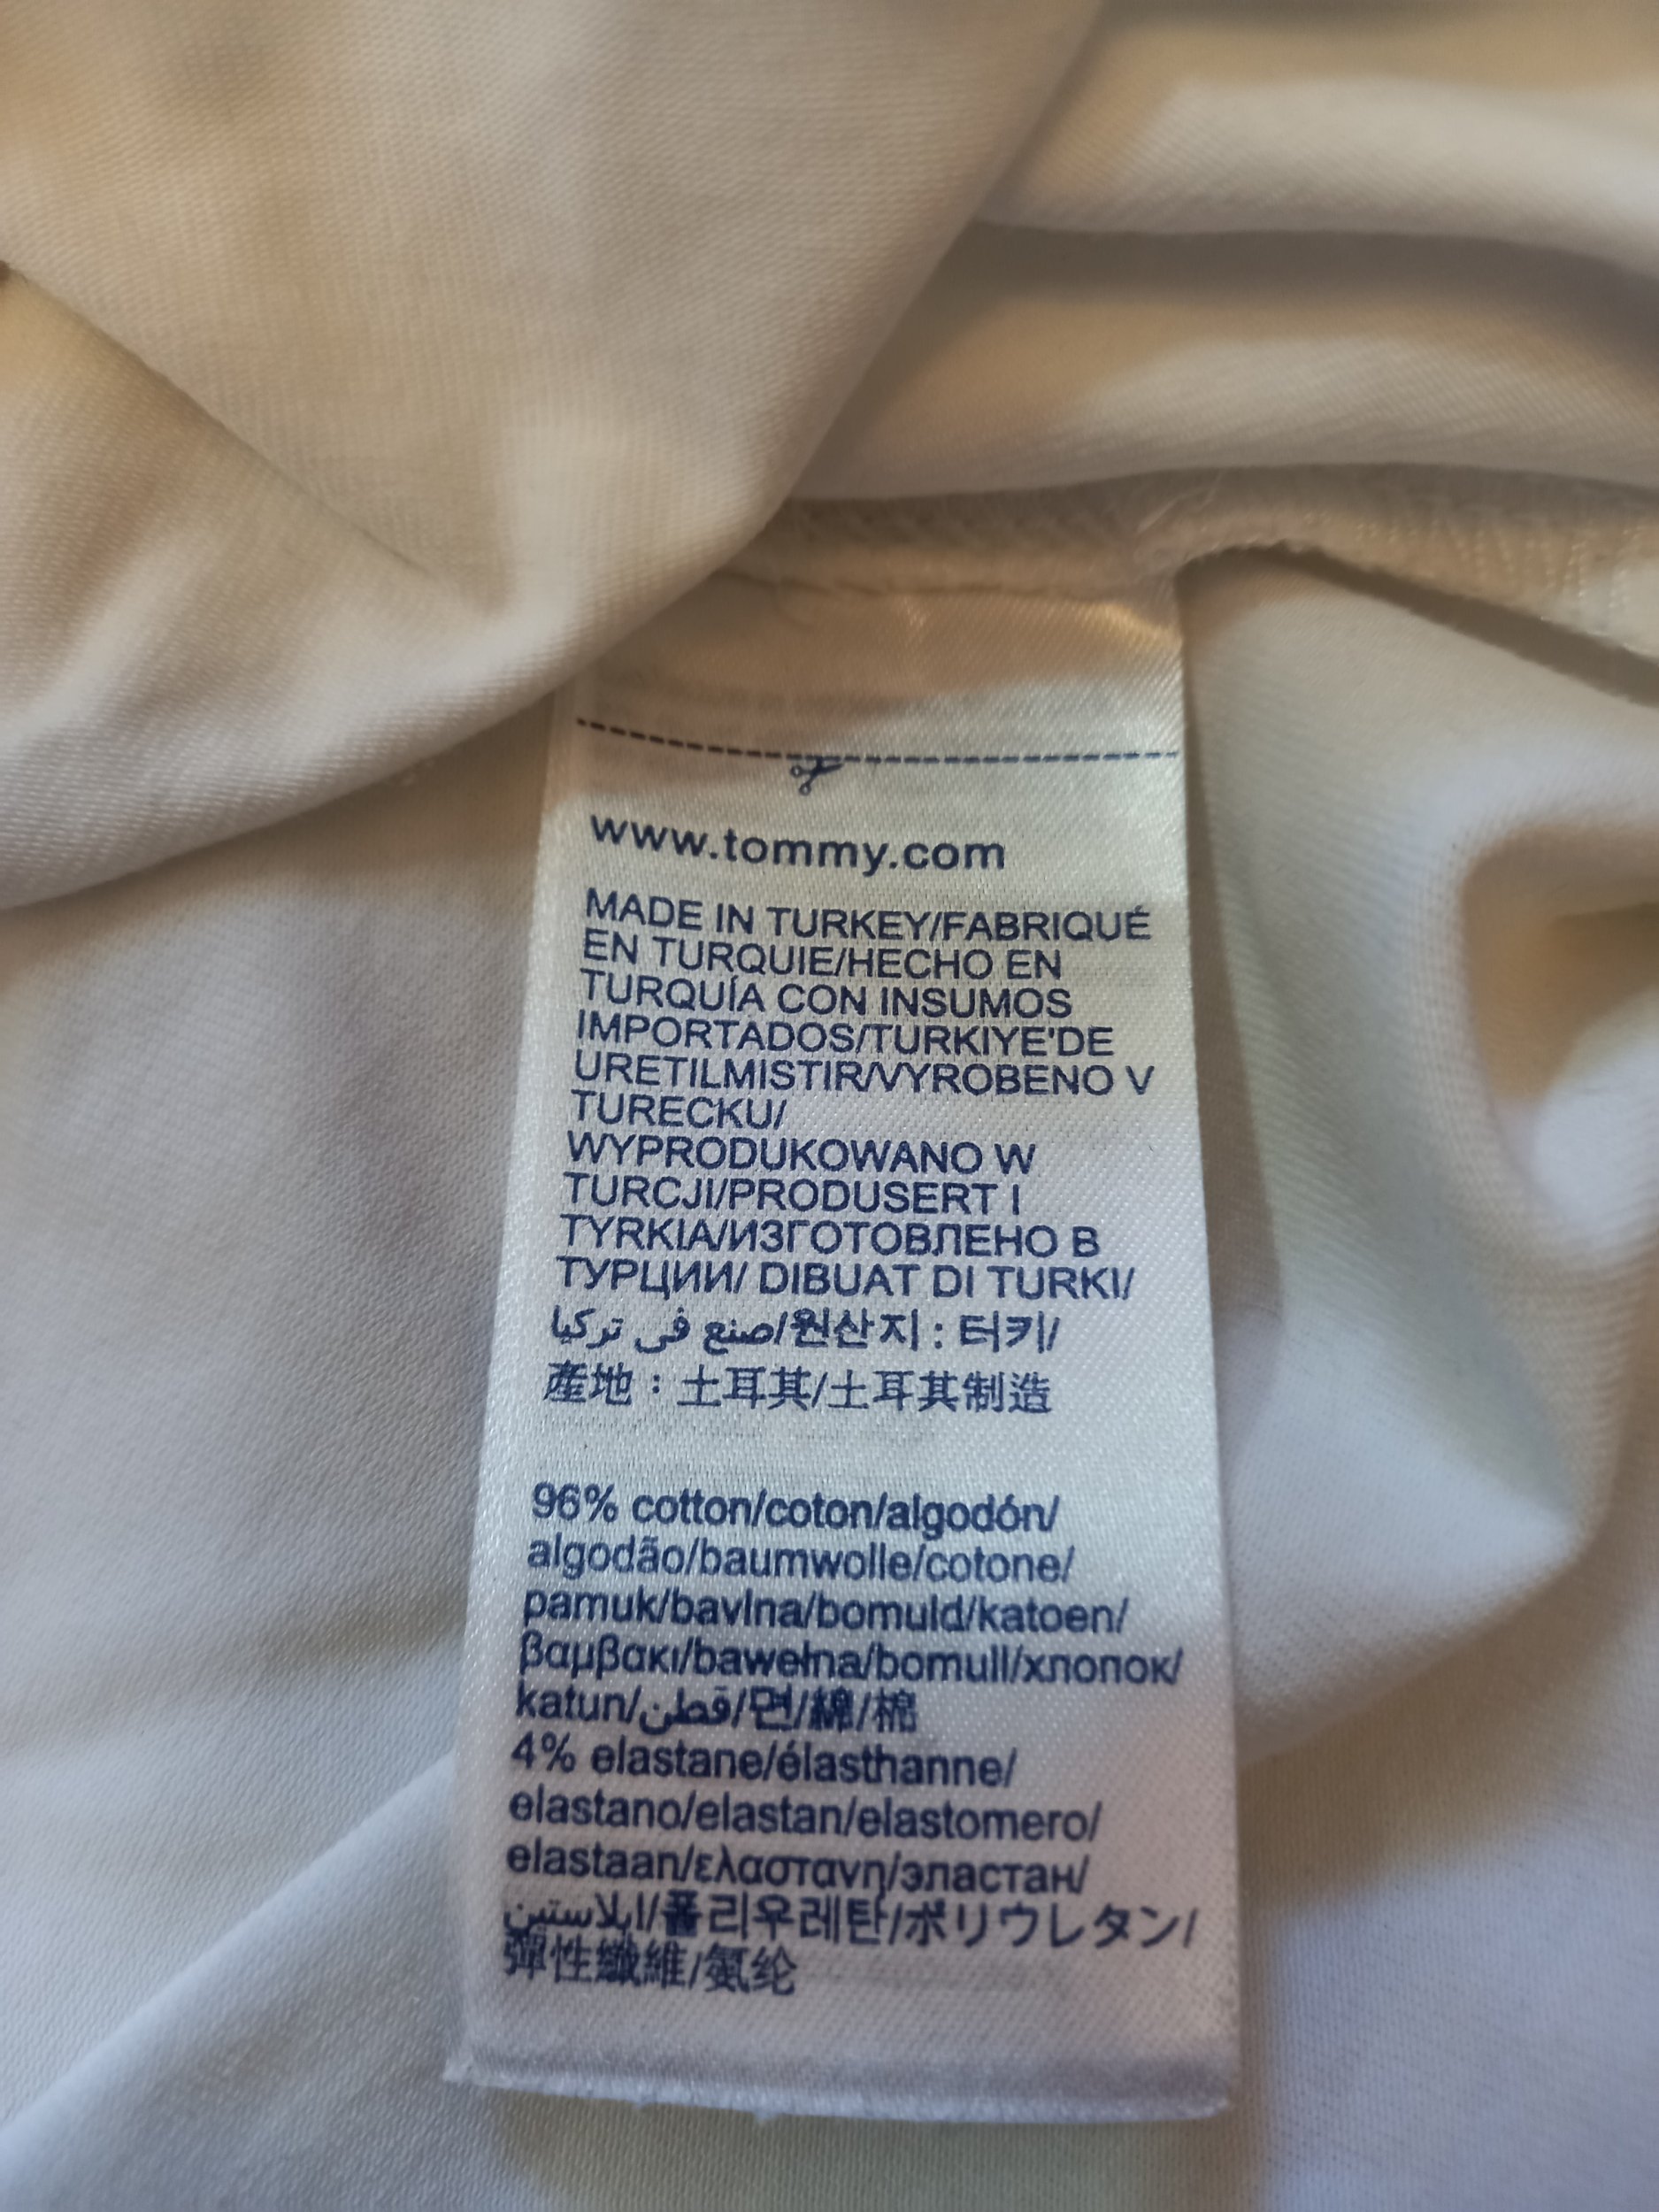 www.tommy.com
MADE IN TURKEY/FABRIQUÉ
EN TURQUIE/HECHO EN
TURQUÍA CON INSUMOS
IMPORTADOS/TURKIYE'DE
URETILMISTIR/VYROBENO V
TURECKU/
WYPRODUKOWANO W
TURCJI/PRODUSERT I
TYRKIA/ИЗГОТОВЛЕНО В
ТУРЦИИ/ DIBUAT DI TURKI/
صنع في تركيا/원산지 : 터키/
產地：土耳其/土耳其制造
96% cotton/coton/algodón/
algodão/baumwolle/cotone/
pamuk/bavlna/bomuld/katoen/
βαμβακι/bawełna/bomull/хлопок/
katun/قطن/면/綿/棉
4% elastane/élasthanne/
elastano/elastan/elastomero/
elastaan/ελαστανη/эластан/
ايلاستين/폴리우레탄/ポリウレタン/
彈性纖維/氨纶